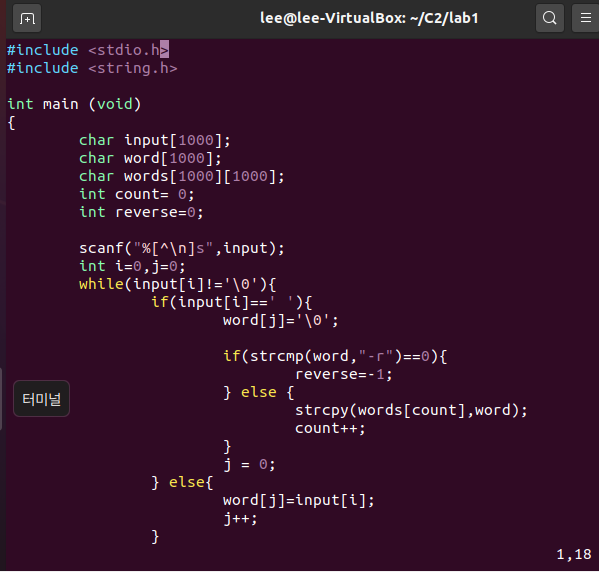 lee@lee-VirtualBox: ~/C2/lab1
#include <stdio.h>
#include <string.h>
int main (void)
{
        char input[1000];
        char word[1000];
        char words[1000][1000];
        int count= 0;
        int reverse=0;
        scanf("%[^\n]s",input);
        int i=0,j=0;
        while(input[i]!='\0'){
                if(input[i]==' '){
                        word[j]='\0';
                        if(strcmp(word,"-r")==0){
                                reverse=-1;
                        } else {
                                strcpy(words[count],word);
                                count++;
                        }
                        j = 0;
                } else{
                        word[j]=input[i];
                        j++;
                }
터미널
1,18